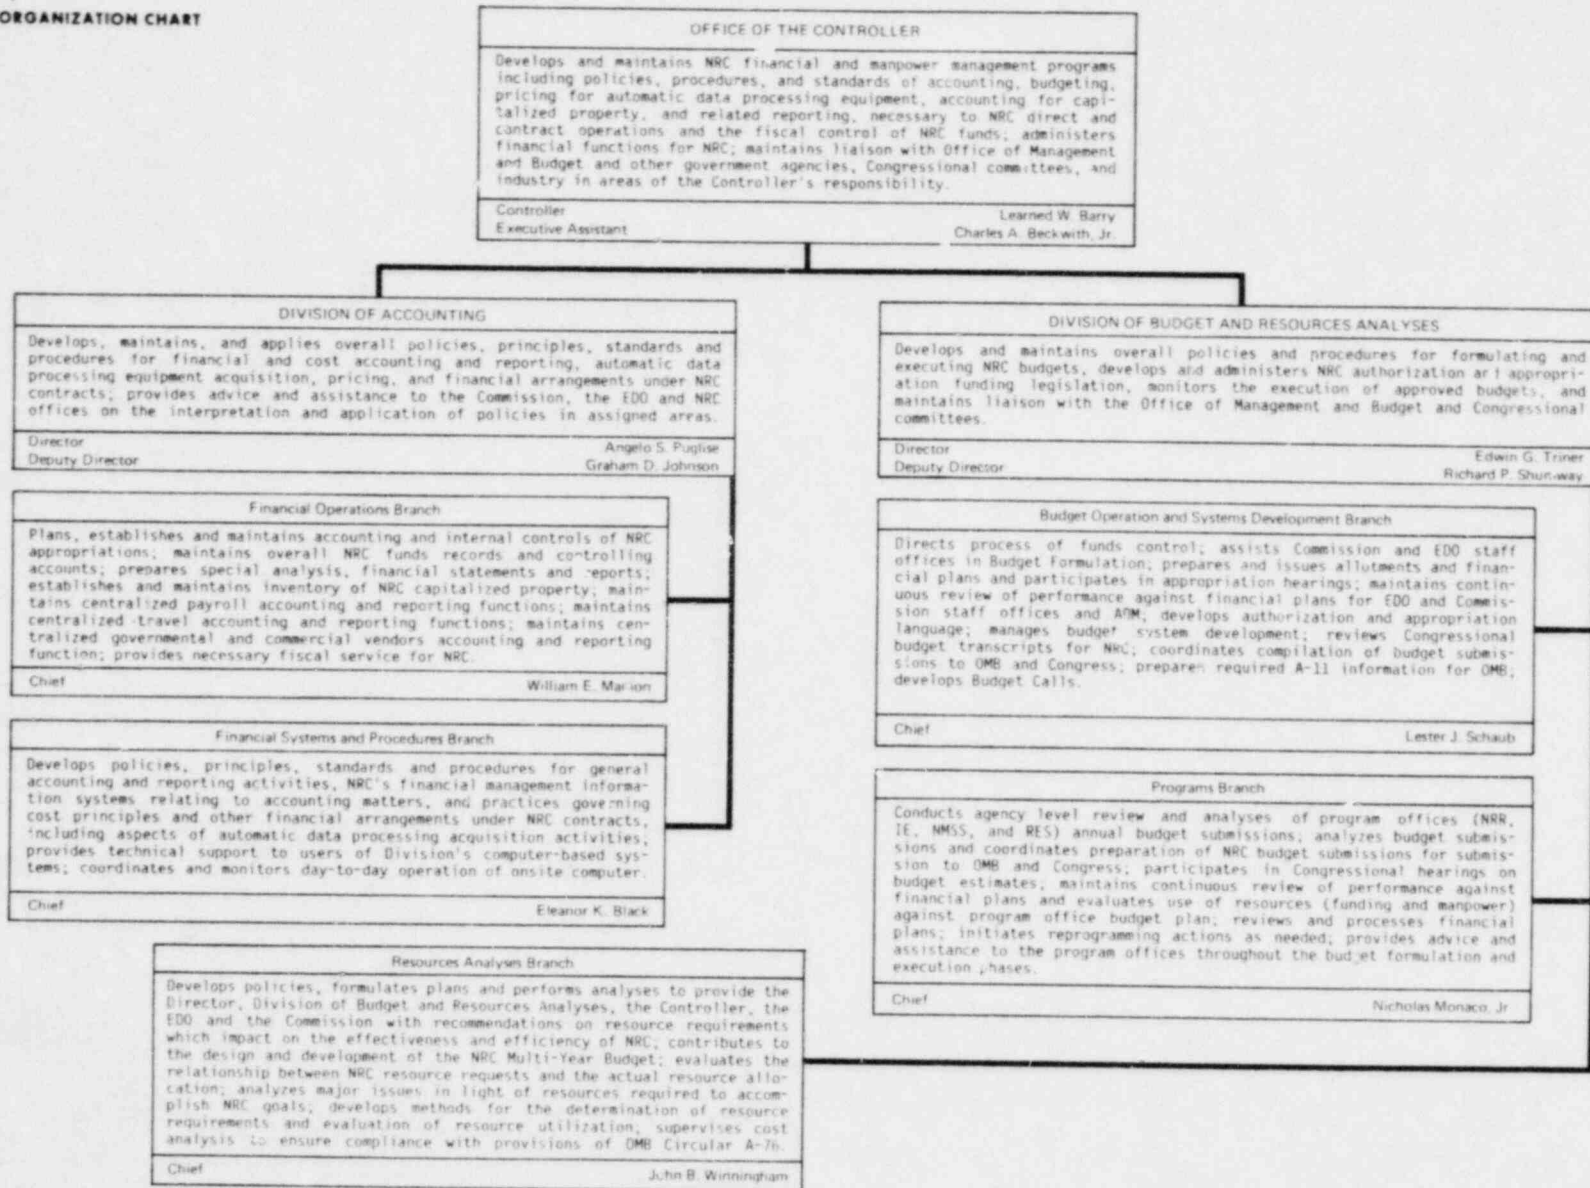 ORGANIZATION CHART
OFFICE OF THE CONTROLLER
Develops and maintains NRC financial and manpower management programs
including policies, procedures, and standards of accounting, budgeting,
pricing for automatic data processing equipment, accounting for capi-
talized property, and related reporting, necessary to NRC direct and
contract operations and the fiscal control of NRC funds; administers
financial functions for NRC; maintains liaison with Office of Management
and Budget and other government agencies, Congressional committees, and
industry in areas of the Controller's responsibility.
Controller Learned W. Barry
Executive Assistant Charles A. Beckwith, Jr.
DIVISION OF ACCOUNTING
Develops, maintains, and applies overall policies, principles, standards and
procedures for financial and cost accounting and reporting, automatic data
processing equipment acquisition, pricing, and financial arrangements under NRC
contracts; provides advice and assistance to the Commission, the EDO and NRC
offices on the interpretation and application of policies in assigned areas.
Director Angelo S. Puglise
Deputy Director Graham D. Johnson
Financial Operations Branch
Plans, establishes and maintains accounting and internal controls of NRC
appropriations; maintains overall NRC funds records and controlling
accounts; prepares special analysis, financial statements and reports;
establishes and maintains inventory of NRC capitalized property; main-
tains centralized payroll accounting and reporting functions; maintains
centralized travel accounting and reporting functions; maintains cen-
tralized governmental and commercial vendors accounting and reporting
function; provides necessary fiscal service for NRC.
Chief William E.
Financial Systems and Procedures Branch
Develops policies, principles, standards and procedures for general
accounting and reporting activities, NRC's financial management informa-
tion systems relating to accounting matters, and practices governing
cost principles and other financial arrangements under NRC contracts,
including aspects of automatic data processing acquisition activities;
provides technical support to users of Division's computer-based sys-
tems; coordinates and monitors day-to-day operation of onsite computer.
Chief Eleanor K. Black
DIVISION OF BUDGET AND RESOURCES ANALYSES
Develops and maintains overall policies and procedures for formulating and
executing NRC budgets, develops and administers NRC authorization and appropri-
ation funding legislation, monitors the execution of approved budgets, and
maintains liaison with the Office of Management and Budget and Congressional
committees.
Director Edwin G. Triner
Deputy Director Richard P.
Budget Operation and Systems Development Branch
Directs process of funds control; assists Commission and EDO staff
offices in Budget Formulation; prepares and issues allotments and finan-
cial plans and participates in appropriation hearings; maintains contin-
uous review of performance against financial plans for EDO and Commis-
sion staff offices and ADM; develops authorization and appropriation
language; manages budget system development; reviews Congressional
budget transcripts for NRC; coordinates compilation of budget submis-
sions to OMB and Congress; prepares required A-11 information for OMB;
develops Budget Calls.
Chief Lester J. Schaub
Programs Branch
Conducts agency level review and analyses of program offices (NRR,
IE, NMSS, and RES) annual budget submissions; analyzes budget submis-
sions and coordinates preparation of NRC budget submissions for submis-
sion to OMB and Congress; participates in Congressional hearings on
budget estimates; maintains continuous review of performance against
financial plans and evaluates use of resources (funding and manpower)
against program office budget plan; reviews and processes financial
plans; initiates reprogramming actions as needed; provides advice and
assistance to the program offices throughout the budget formulation and
execution phases.
Chief Nicholas Monaco, Jr
Resources Analyses Branch
Develops policies, formulates plans and performs analyses to provide the
Director, Division of Budget and Resources Analyses, the Controller, the
EDO and the Commission with recommendations on resource requirements
which impact on the effectiveness and efficiency of NRC; contributes to
the design and development of the NRC Multi-Year Budget; evaluates the
relationship between NRC resource requests and the actual resource allo-
cation; analyzes major issues in light of resources required to accom-
plish NRC goals; develops methods for the determination of resource
requirements and evaluation of resource utilization; supervises cost
analysis to ensure compliance with provisions of OMB Circular A-76.
Chief John B. Winningham